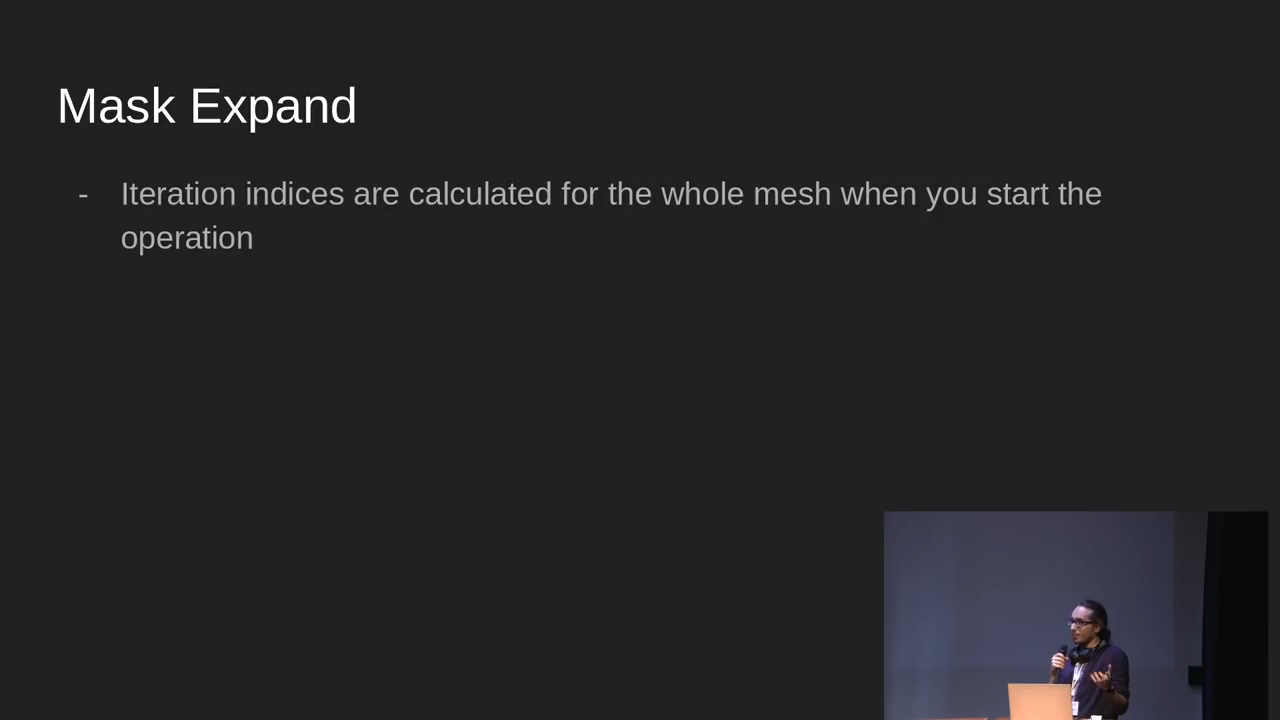 Mask Expand
- Iteration indices are calculated for the whole mesh when you start the
operation